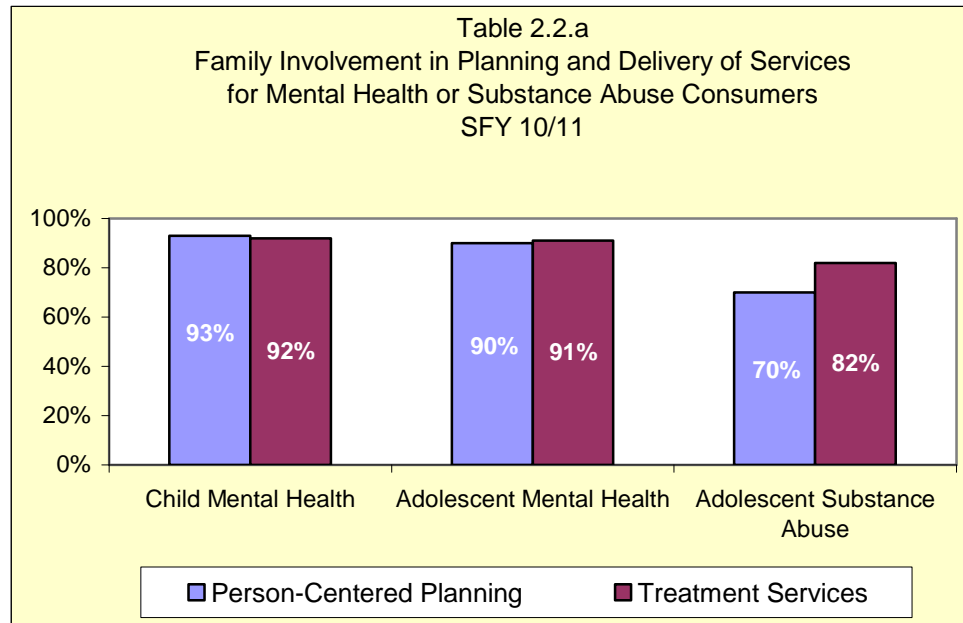 Table 2.2.a
Family Involvement in Planning and Delivery of Services
for Mental Health or Substance Abuse Consumers
SFY 10/11
100%
80%
60%
40%
20%
0%
93%
92%
90%
91%
70%
82%
Child Mental Health
Adolescent Mental Health
Adolescent Substance
Abuse
Person-Centered Planning
Treatment Services